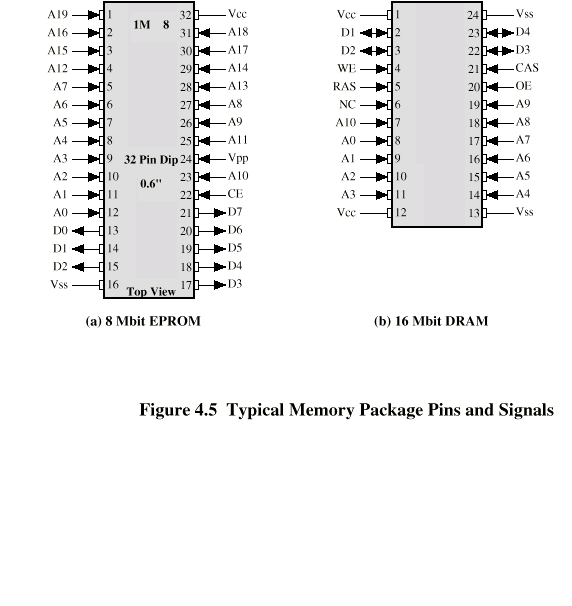 A19 1 1M 8 32 Vcc
A16 2 31 A18
A15 3 30 A17
A12 4 29 A14
A7 5 28 A13
A6 6 27 A8
A5 7 26 A9
A4 8 25 A11
A3 9 32 Pin Dip 24 Vpp
A2 10 0.6" 23 A10
A1 11 22 CE
A0 12 21 D7
D0 13 20 D6
D1 14 19 D5
D2 15 18 D4
Vss 16 Top View 17 D3
(a) 8 Mbit EPROM
Vcc 1 24 Vss
D1 2 23 D4
D2 3 22 D3
WE 4 21 CAS
RAS 5 20 OE
NC 6 19 A9
A10 7 18 A8
A0 8 17 A7
A1 9 16 A6
A2 10 15 A5
A3 11 14 A4
Vcc 12 13 Vss
(b) 16 Mbit DRAM
Figure 4.5 Typical Memory Package Pins and Signals